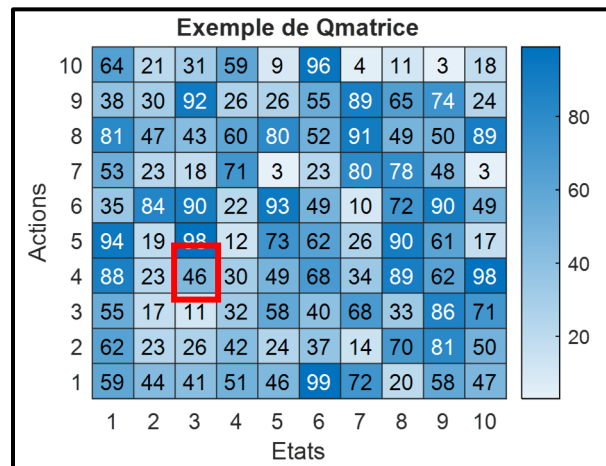 Exemple de Qmatrice
10 64 21 31 59 9 96 4 11 3 18
9 38 30 92 26 26 55 89 65 74 24
80
8 81 47 43 60 80 52 91 49 50 89
7 53 23 18 71 3 23 80 78 48 3
60
6 35 84 90 22 93 49 10 72 90 49
Actions
5 94 19 98 12 73 62 26 90 61 17
40
4 88 23 46 30 49 68 34 89 62 98
3 55 17 11 32 58 40 68 33 86 71
20
2 62 23 26 42 24 37 14 70 81 50
1 59 44 41 51 46 99 72 20 58 47
1 2 3 4 5 6 7 8 9 10
Etats